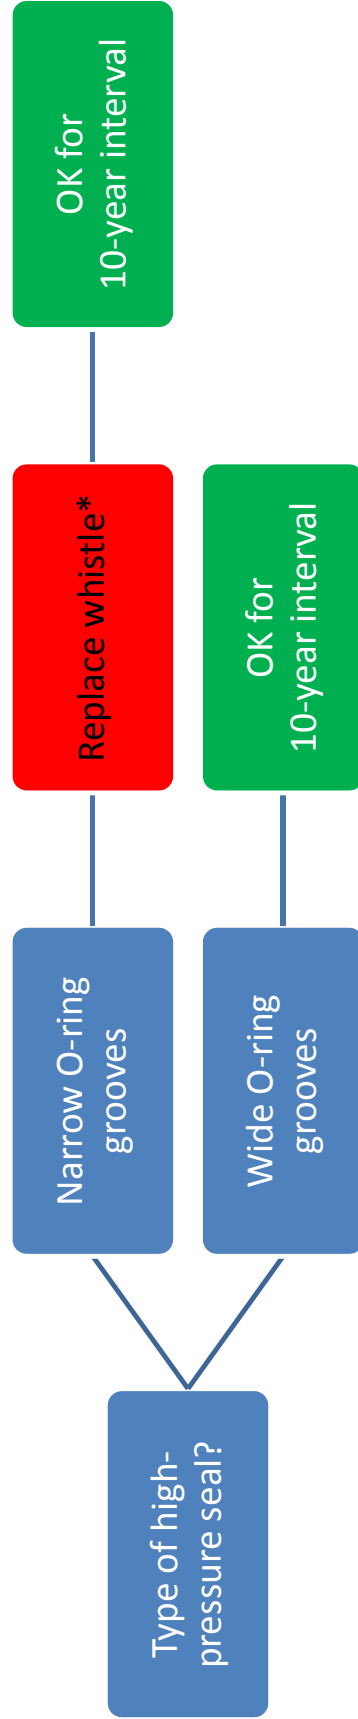 Type of high-
pressure seal?
Narrow O-ring
grooves
Replace whistle*
OK for
10-year interval
Wide O-ring
grooves
OK for
10-year interval